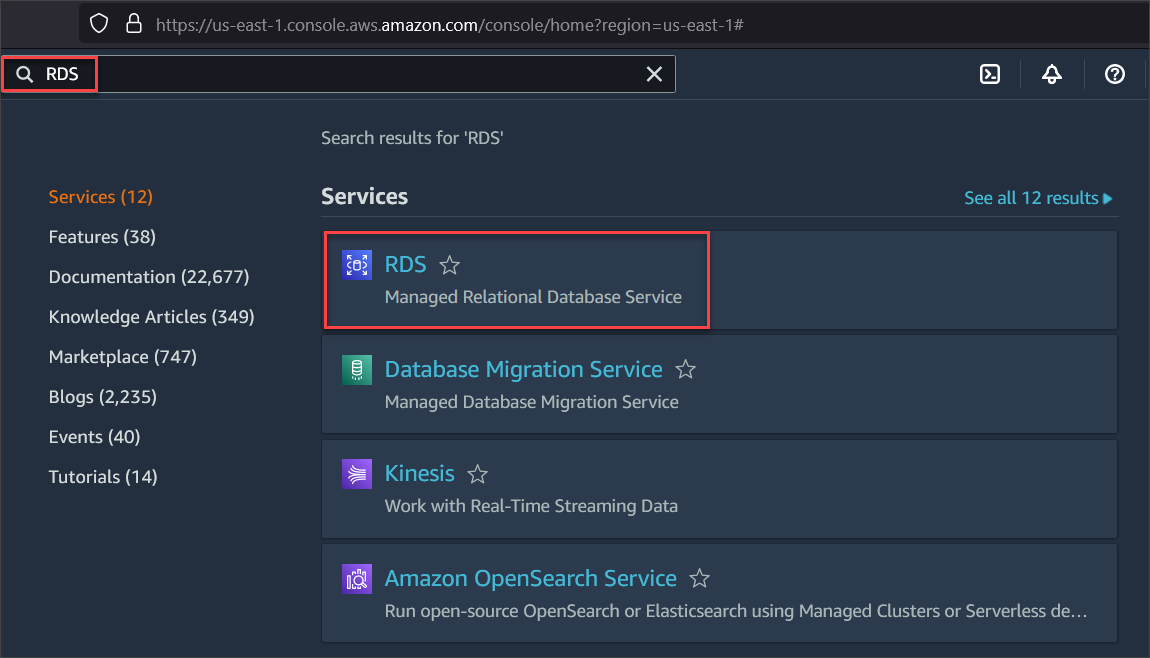 https://us-east-1.console.aws.amazon.com/console/home?region=us-east-1#
RDS
Search results for 'RDS'
Services (12)
Features (38)
Documentation (22,677)
Knowledge Articles (349)
Marketplace (747)
Blogs (2,235)
Events (40)
Tutorials (14)
Services
See all 12 results
RDS
Managed Relational Database Service
Database Migration Service
Managed Database Migration Service
Kinesis
Work with Real-Time Streaming Data
Amazon OpenSearch Service
Run open-source OpenSearch or Elasticsearch using Managed Clusters or Serverless de…